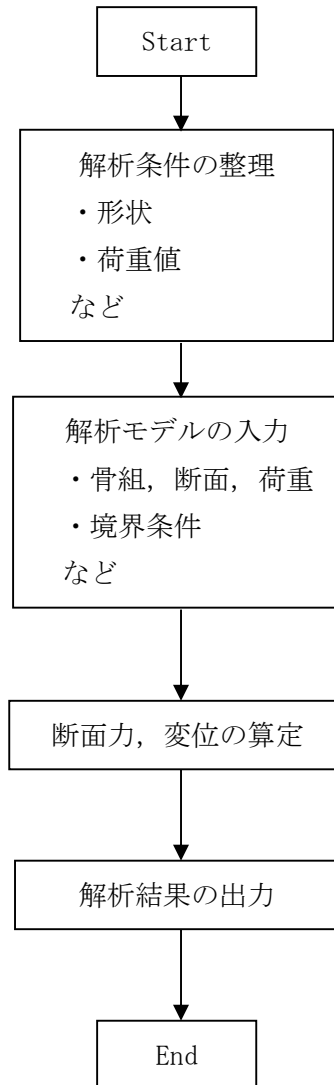 Start
解析条件の整理
・形状
・荷重値
など
解析モデルの入力
・骨組，断面，荷重
・境界条件
など
断面力，変位の算定
解析結果の出力
End